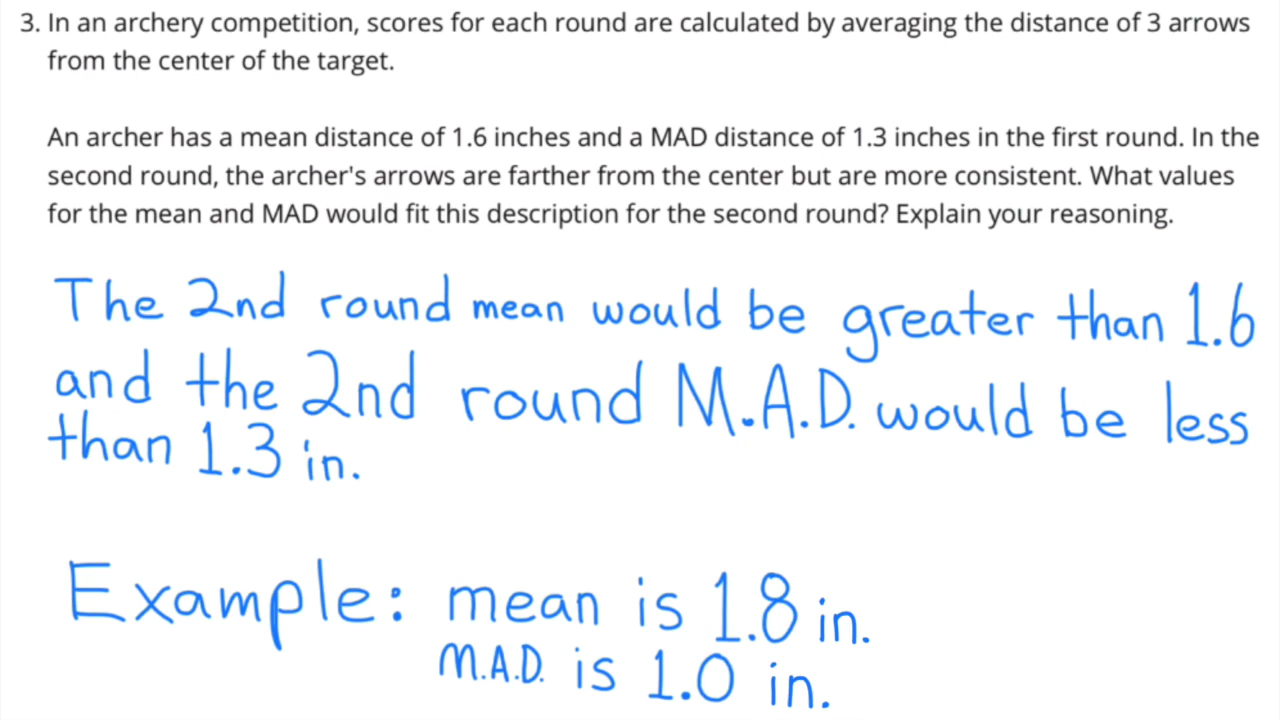 3. In an archery competition, scores for each round are calculated by averaging the distance of 3 arrows
from the center of the target.
An archer has a mean distance of 1.6 inches and a MAD distance of 1.3 inches in the first round. In the
second round, the archer's arrows are farther from the center but are more consistent. What values
for the mean and MAD would fit this description for the second round? Explain your reasoning.
The 2nd round mean would be greater than 1.6
and the 2nd round M.A.D. would be less
than 1.3 in.
Example: mean is 1.8 in.
M.A.D. is 1.0 in.